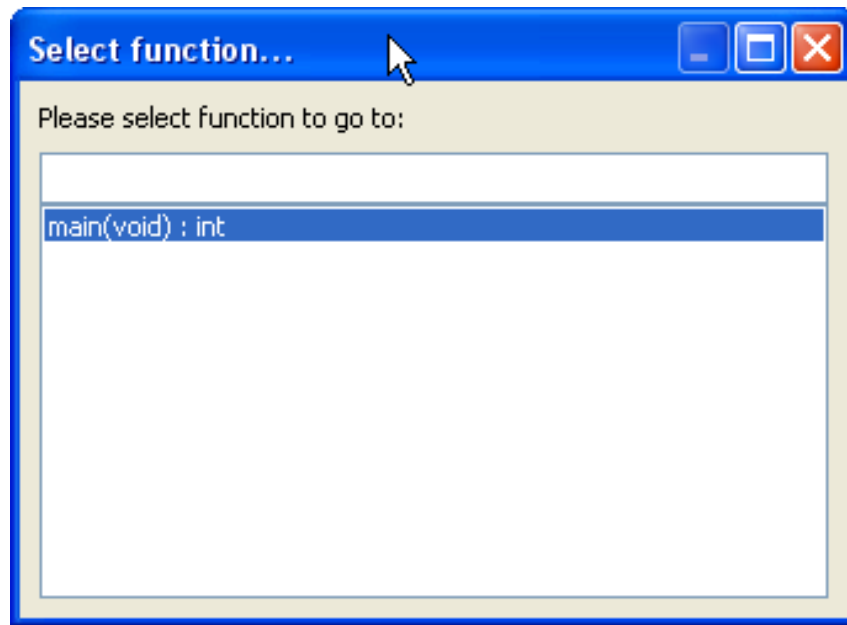 Select function...
Please select function to go to:
main(void) : int